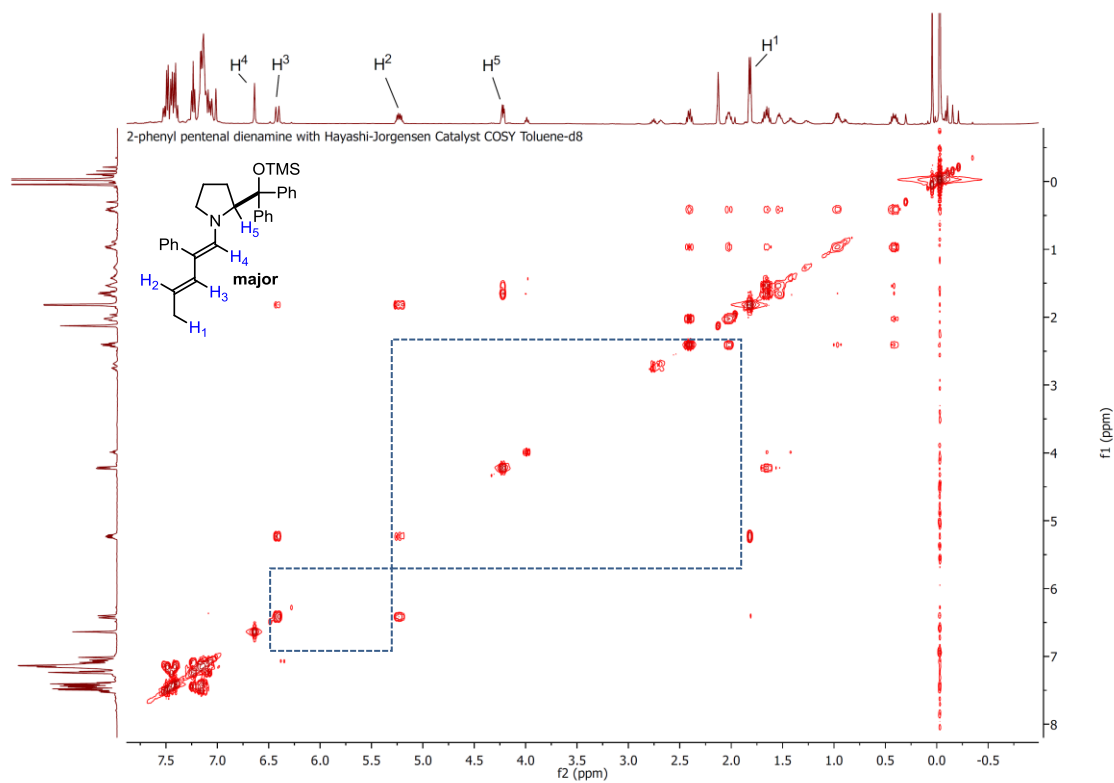 H⁴ H³ H² H⁵ H¹
2-phenyl pentenal dienamine with Hayashi-Jorgensen Catalyst COSY Toluene-d8
OTMS
Ph
Ph
N
H₅
Ph
H₄
H₂
H₃
major
H₁
0
1
2
3
4
5
6
7
8
f1 (ppm)
7.5 7.0 6.5 6.0 5.5 5.0 4.5 4.0 3.5 3.0 2.5 2.0 1.5 1.0 0.5 0.0 -0.5
f2 (ppm)